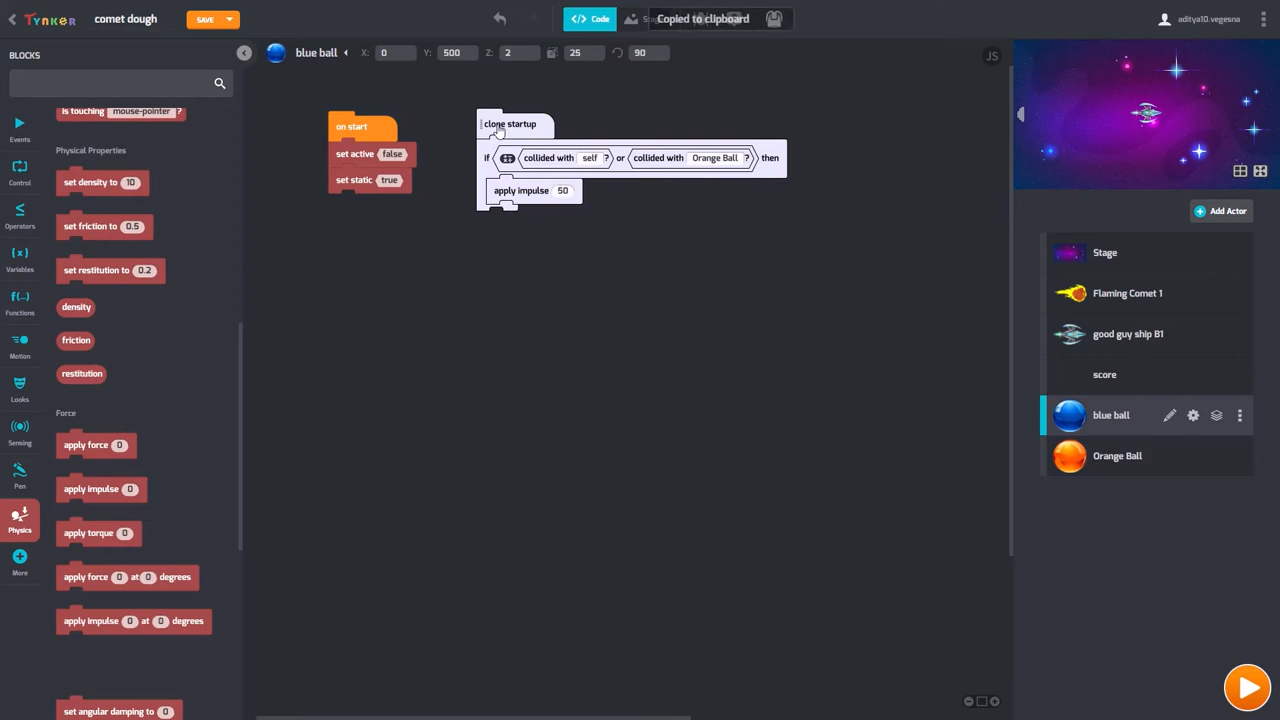 TYNKER comet dough SAVE </> Code Copied to clipboard aditya10.vegesna
BLOCKS blue ball X: 0 Y: 500 Z: 2 25 90 JS
is touching mouse-pointer ?
Events
Control
Operators
Variables
Functions
Motion
Looks
Sensing
Pen
Physics
More
Physical Properties
set density to 10
set friction to 0.5
set restitution to 0.2
density
friction
restitution
Force
apply force 0
apply impulse 0
apply torque 0
apply force 0 at 0 degrees
apply impulse 0 at 0 degrees
set angular damping to 0
on start
set active false
set static true
clone startup
if collided with self ? or collided with Orange Ball ? then
apply impulse 50
Add Actor
Stage
Flaming Comet 1
good guy ship B1
score
blue ball
Orange Ball